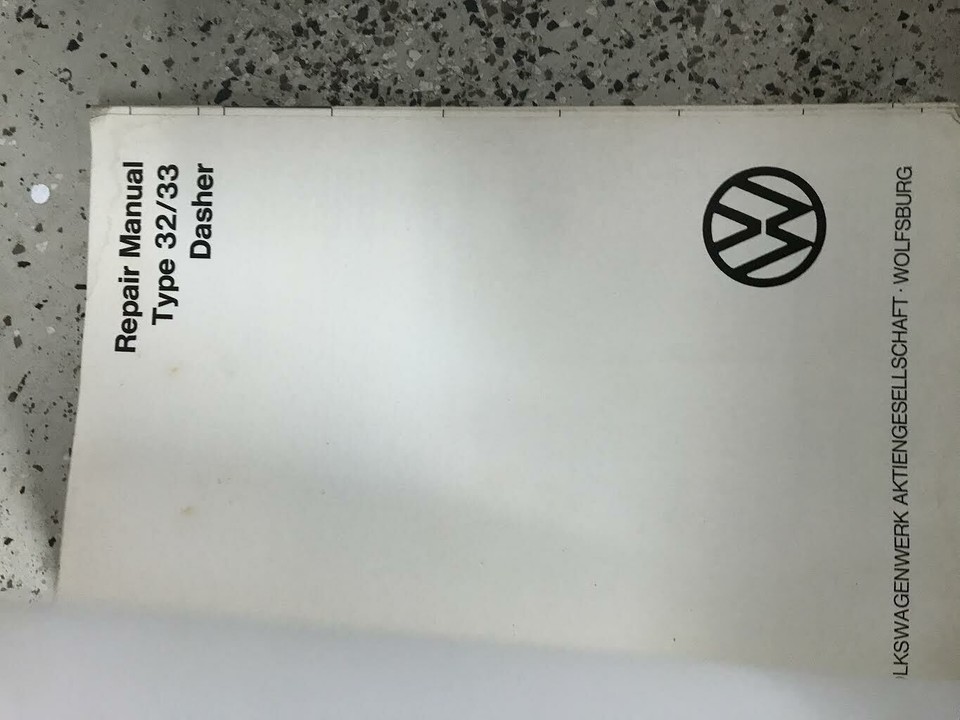 Repair Manual
Type 32/33
Dasher
LKSWAGENWERK AKTIENGESELLSCHAFT · WOLFSBURG